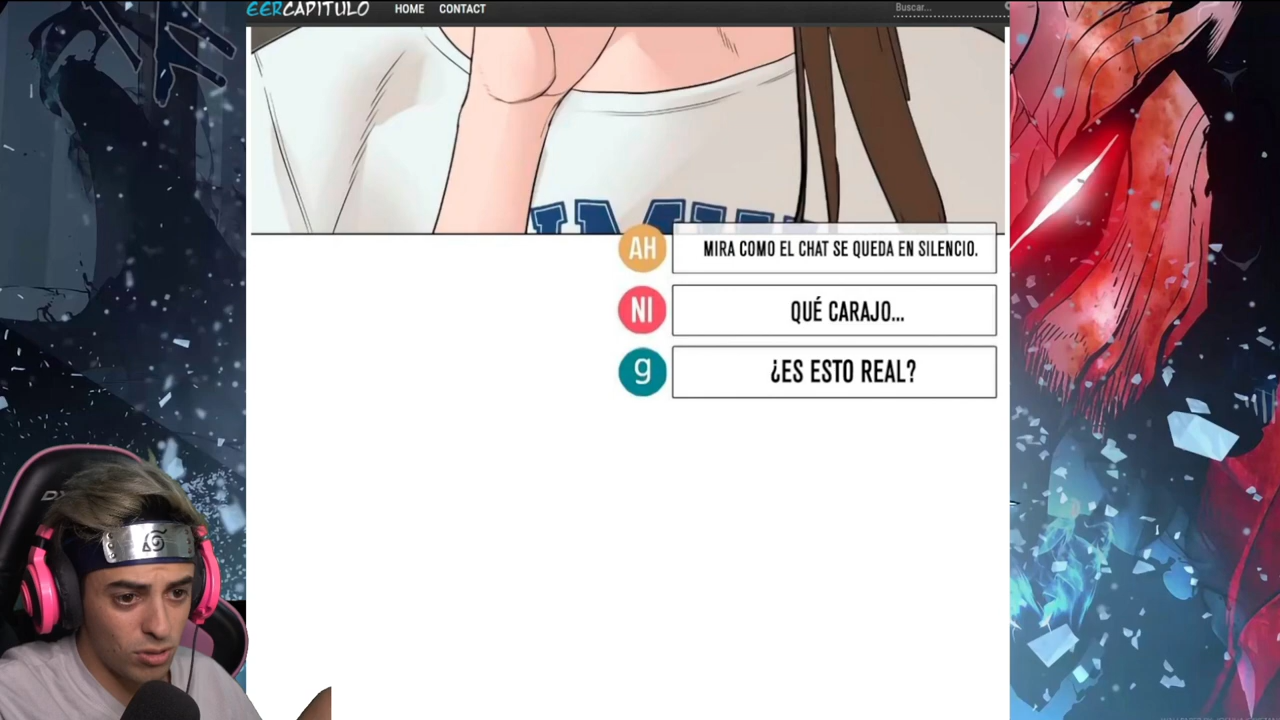 EERCAPITULO HOME CONTACT Buscar...
AH MIRA COMO EL CHAT SE QUEDA EN SILENCIO.
NI QUÉ CARAJO...
g ¿ES ESTO REAL?